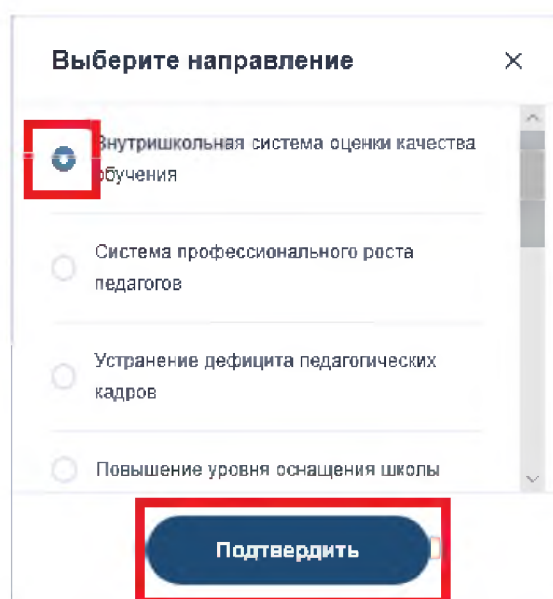 Выберите направление
Внутришкольная система оценки качества
обучения
Система профессионального роста
педагогов
Устранение дефицита педагогических
кадров
Повышение уровня оснащения школы
Подтвердить